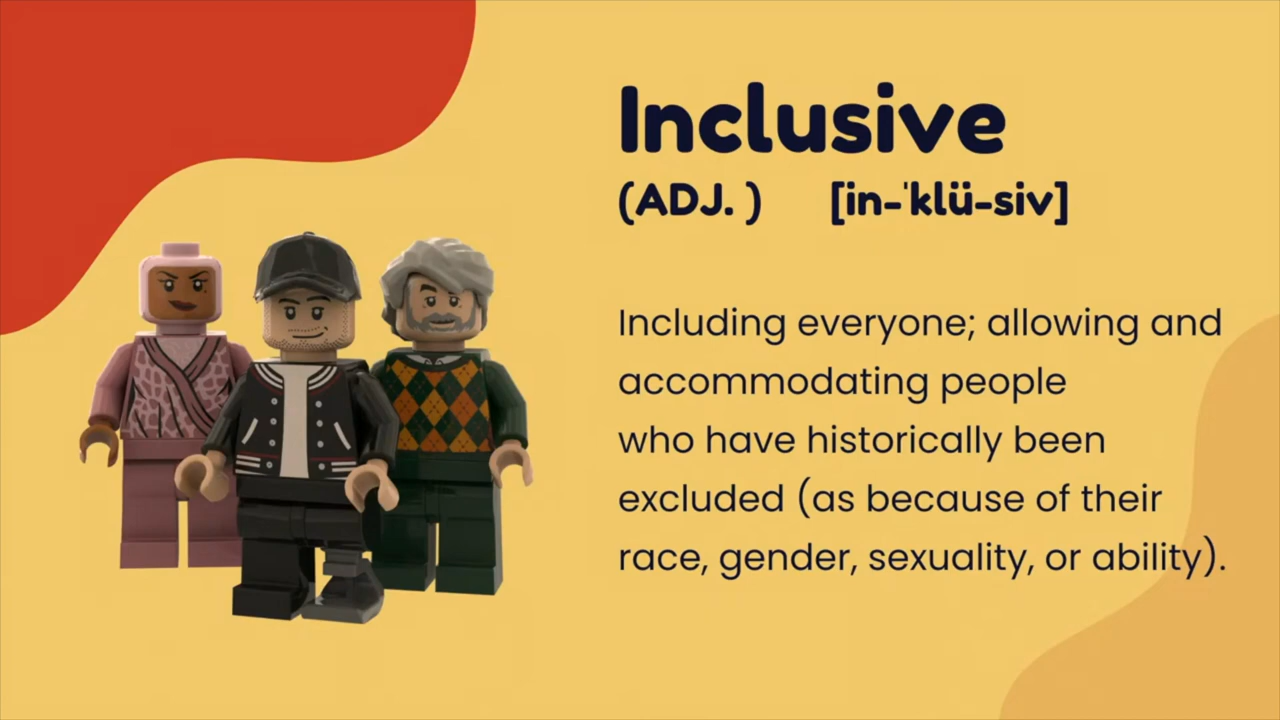 Inclusive
(ADJ. ) [in-ˈklü-siv]
Including everyone; allowing and
accommodating people
who have historically been
excluded (as because of their
race, gender, sexuality, or ability).